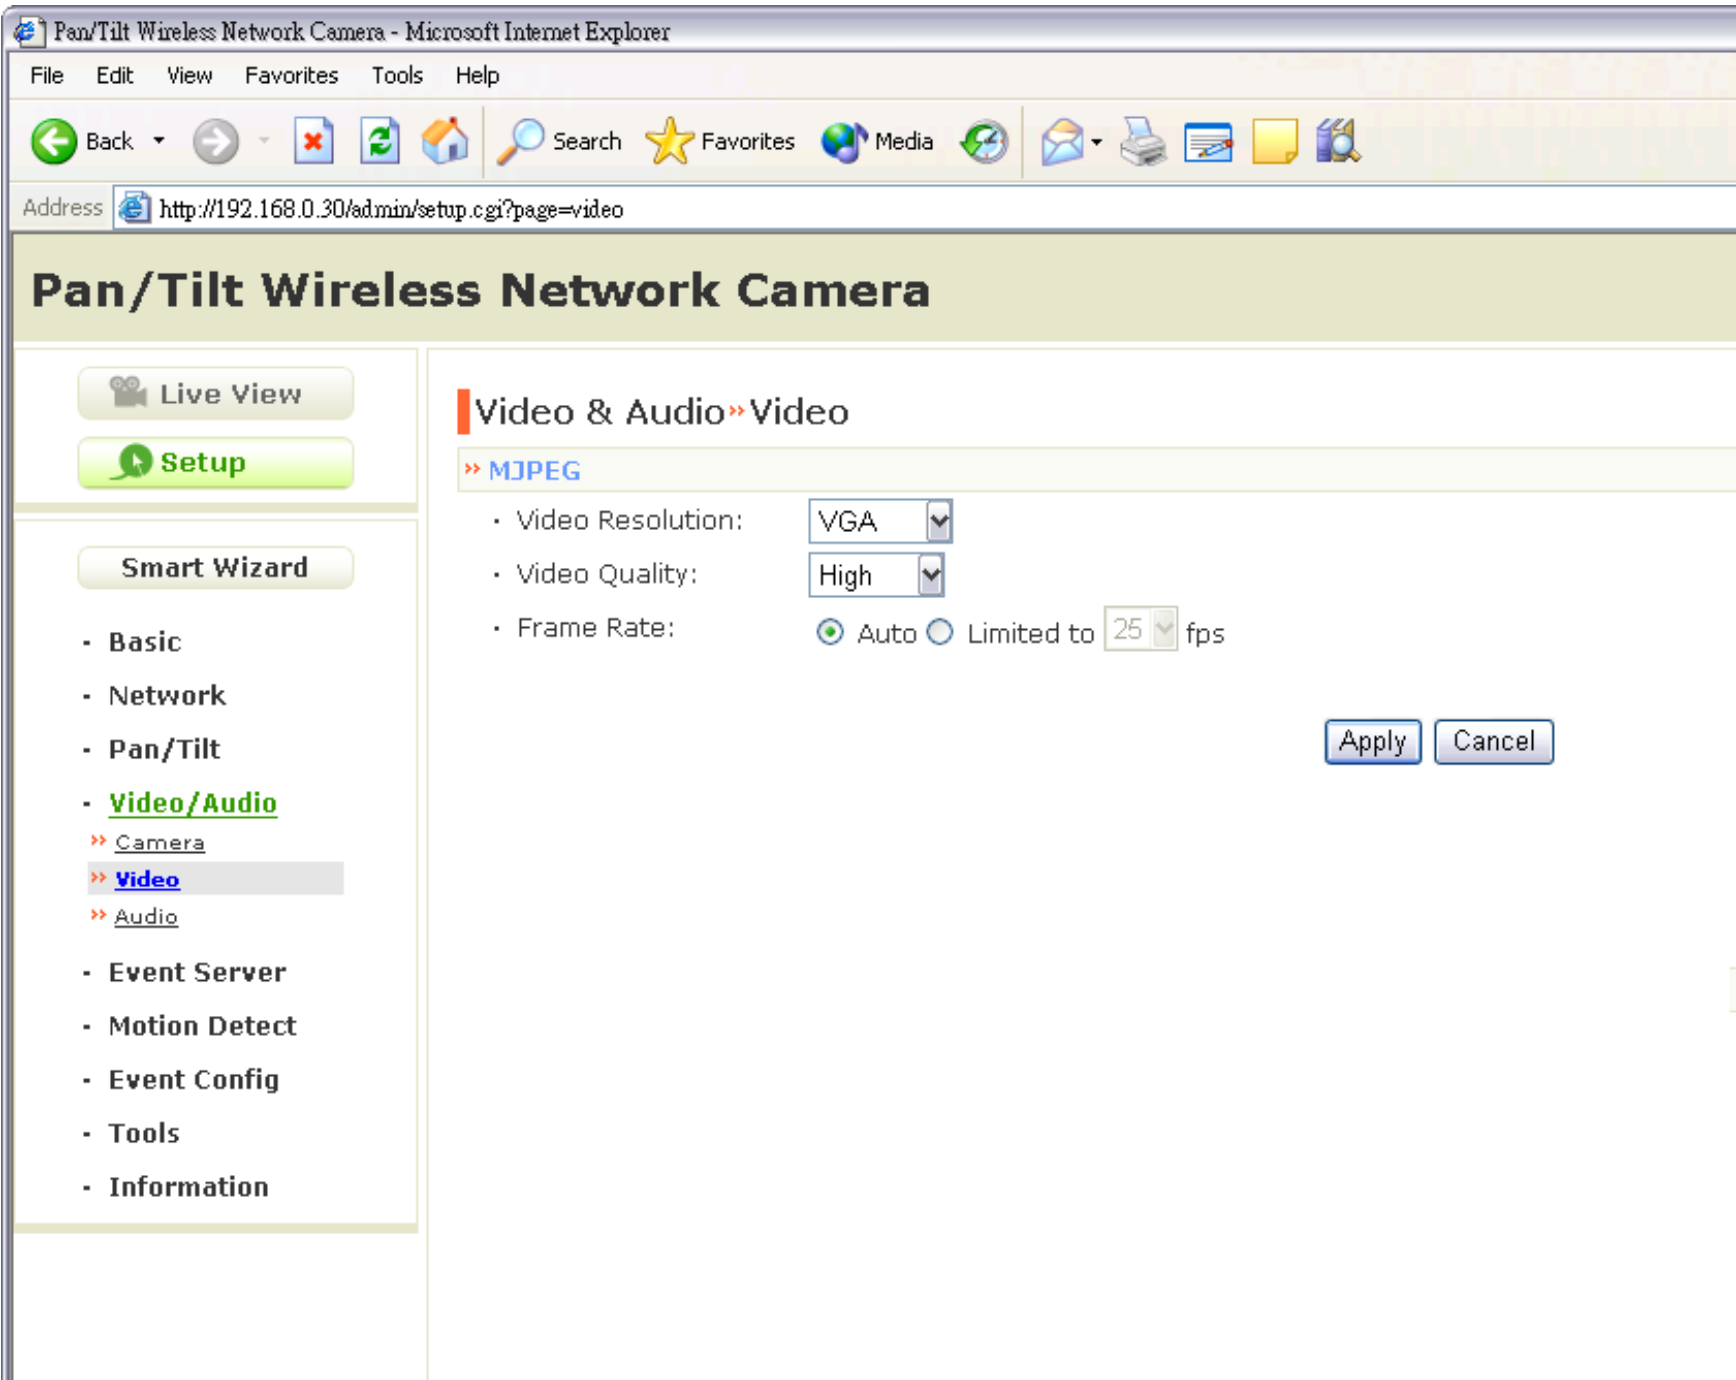 Pan/Tilt Wireless Network Camera - Microsoft Internet Explorer
File Edit View Favorites Tools Help
Back Search Favorites Media
Address http://192.168.0.30/admin/setup.cgi?page=video
Pan/Tilt Wireless Network Camera
Live View
Setup
Smart Wizard
- Basic
- Network
- Pan/Tilt
- Video/Audio
» Camera
» Video
» Audio
- Event Server
- Motion Detect
- Event Config
- Tools
- Information
Video & Audio»Video
» MJPEG
· Video Resolution: VGA
· Video Quality: High
· Frame Rate: Auto Limited to 25 fps
Apply Cancel